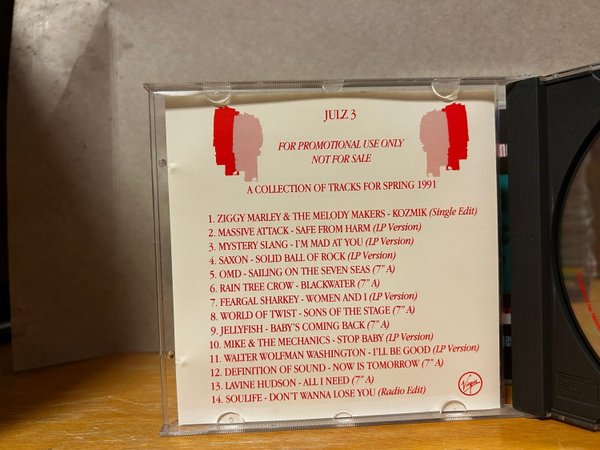 JULZ 3
FOR PROMOTIONAL USE ONLY
NOT FOR SALE
A COLLECTION OF TRACKS FOR SPRING 1991
1. ZIGGY MARLEY & THE MELODY MAKERS - KOZMIK (Single Edit)
2. MASSIVE ATTACK - SAFE FROM HARM (LP Version)
3. MYSTERY SLANG - I'M MAD AT YOU (LP Version)
4. SAXON - SOLID BALL OF ROCK (LP Version)
5. OMD - SAILING ON THE SEVEN SEAS (7" A)
6. RAIN TREE CROW - BLACKWATER (7" A)
7. FEARGAL SHARKEY - WOMEN AND I (LP Version)
8. WORLD OF TWIST - SONS OF THE STAGE (7" A)
9. JELLYFISH - BABY'S COMING BACK (7" A)
10. MIKE & THE MECHANICS - STOP BABY (LP Version)
11. WALTER WOLFMAN WASHINGTON - I'LL BE GOOD (LP Version)
12. DEFINITION OF SOUND - NOW IS TOMORROW (7" A)
13. LAVINE HUDSON - ALL I NEED (7" A)
14. SOULIFE - DON'T WANNA LOSE YOU (Radio Edit)
Virgin